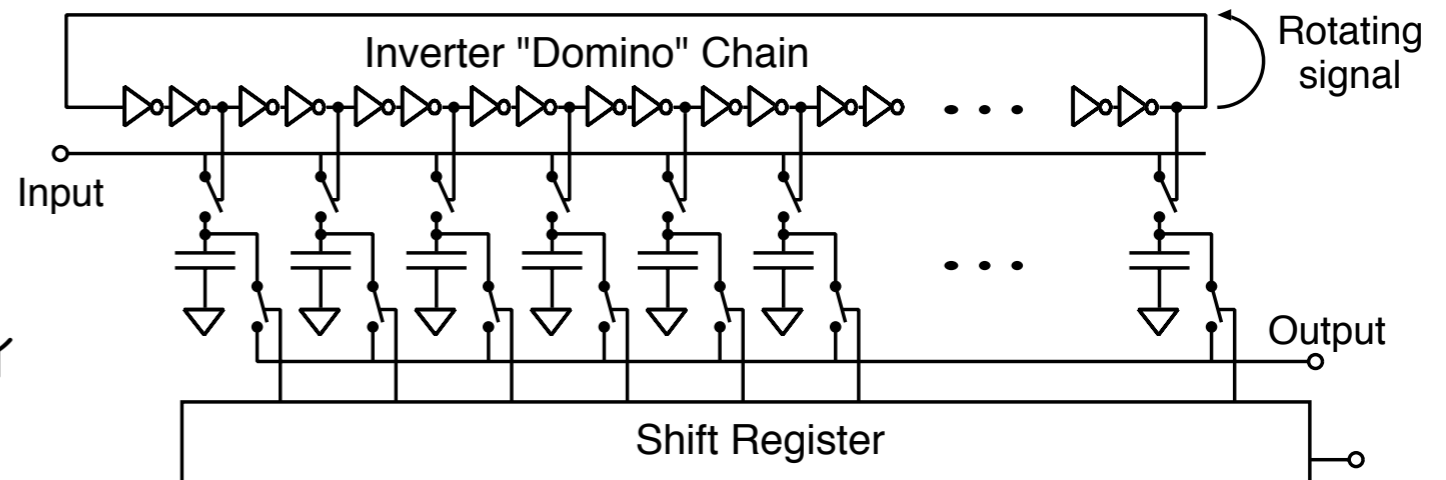 Inverter "Domino" Chain
Rotating
signal
Input
Output
Shift Register